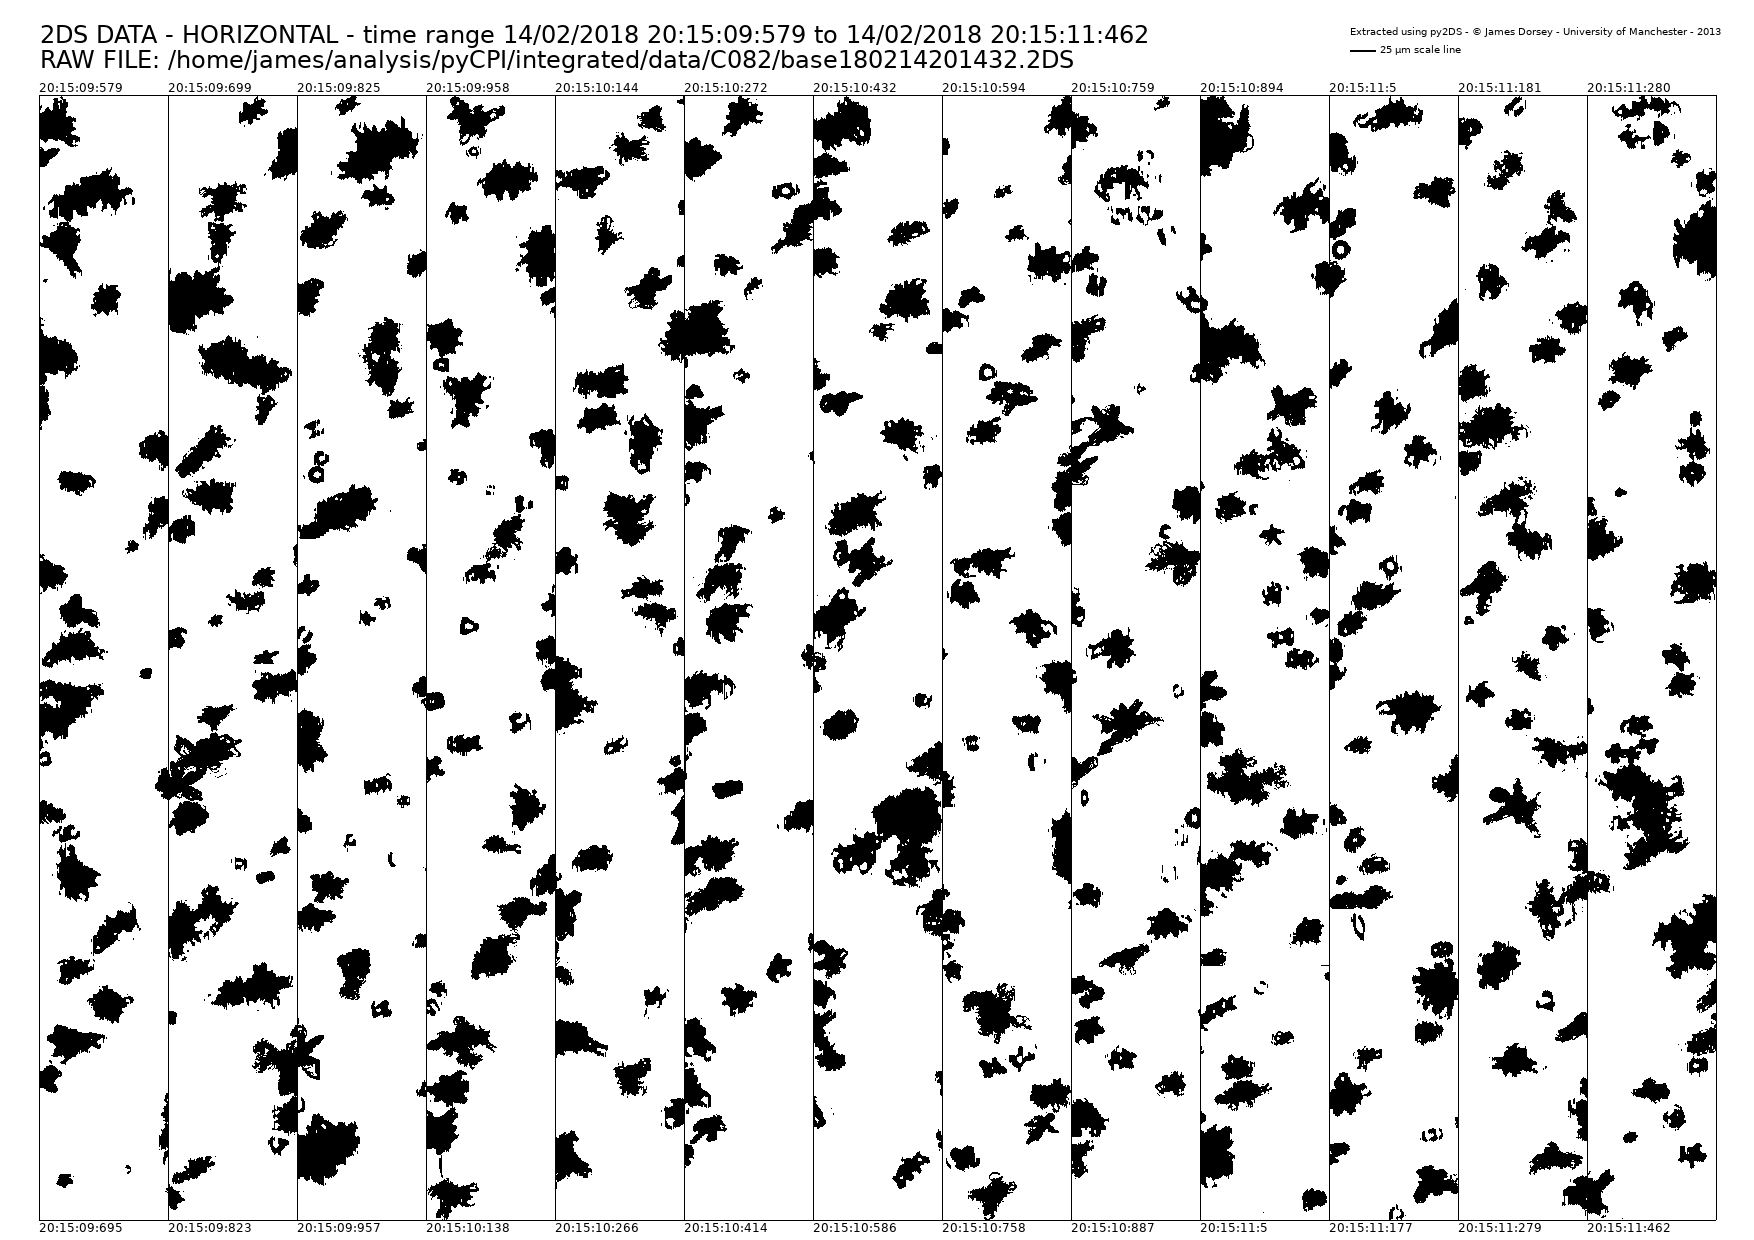 2DS DATA - HORIZONTAL - time range 14/02/2018 20:15:09:579 to 14/02/2018 20:15:11:462
RAW FILE: /home/james/analysis/pyCPI/integrated/data/C082/base180214201432.2DS
Extracted using py2DS - © James Dorsey - University of Manchester - 2013
25 µm scale line
20:15:09:579 20:15:09:699 20:15:09:825 20:15:09:958 20:15:10:144 20:15:10:272 20:15:10:432 20:15:10:594 20:15:10:759 20:15:10:894 20:15:11:5 20:15:11:181 20:15:11:280
20:15:09:695 20:15:09:823 20:15:09:957 20:15:10:138 20:15:10:266 20:15:10:414 20:15:10:586 20:15:10:758 20:15:10:887 20:15:11:5 20:15:11:177 20:15:11:279 20:15:11:462